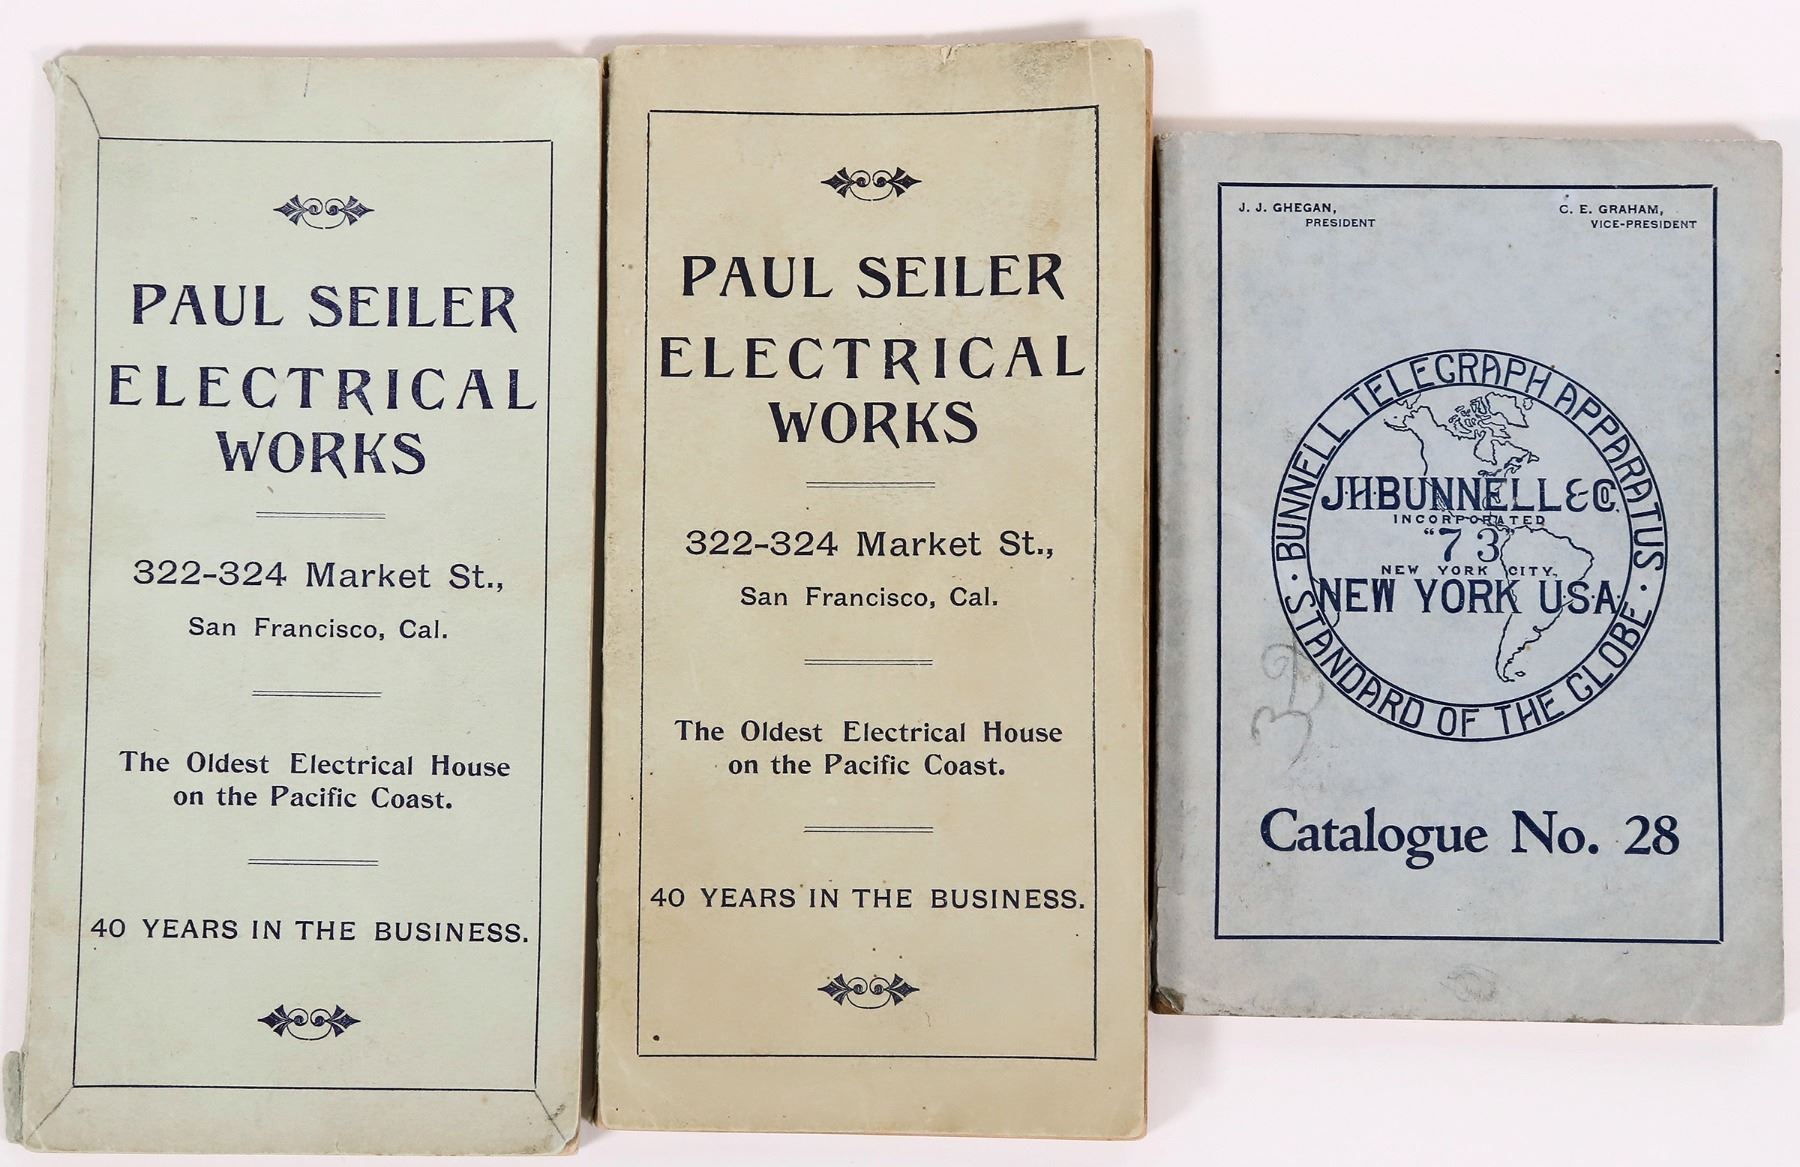 PAUL SEILER
ELECTRICAL
WORKS
322-324 Market St.,
San Francisco, Cal.
The Oldest Electrical House
on the Pacific Coast.
40 YEARS IN THE BUSINESS.
PAUL SEILER
ELECTRICAL
WORKS
322-324 Market St.,
San Francisco, Cal.
The Oldest Electrical House
on the Pacific Coast.
40 YEARS IN THE BUSINESS.
J. J. GHEGAN,
PRESIDENT
C. E. GRAHAM,
VICE-PRESIDENT
BUNNELL TELEGRAPH APPARATUS
J.H.BUNNELL & CO.
INCORPORATED
"73"
NEW YORK CITY.
NEW YORK U.S.A.
· STANDARD OF THE GLOBE ·
Catalogue No. 28